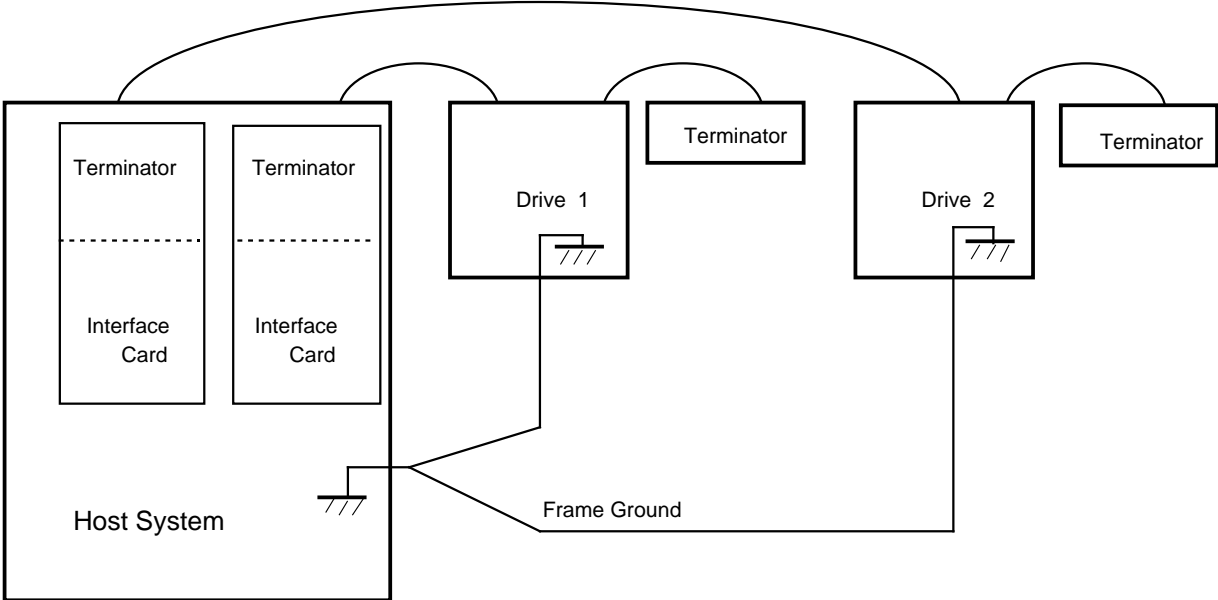 Terminator
Terminator
Interface
Card
Interface
Card
Host System
Drive 1
Terminator
Drive 2
Terminator
Frame Ground